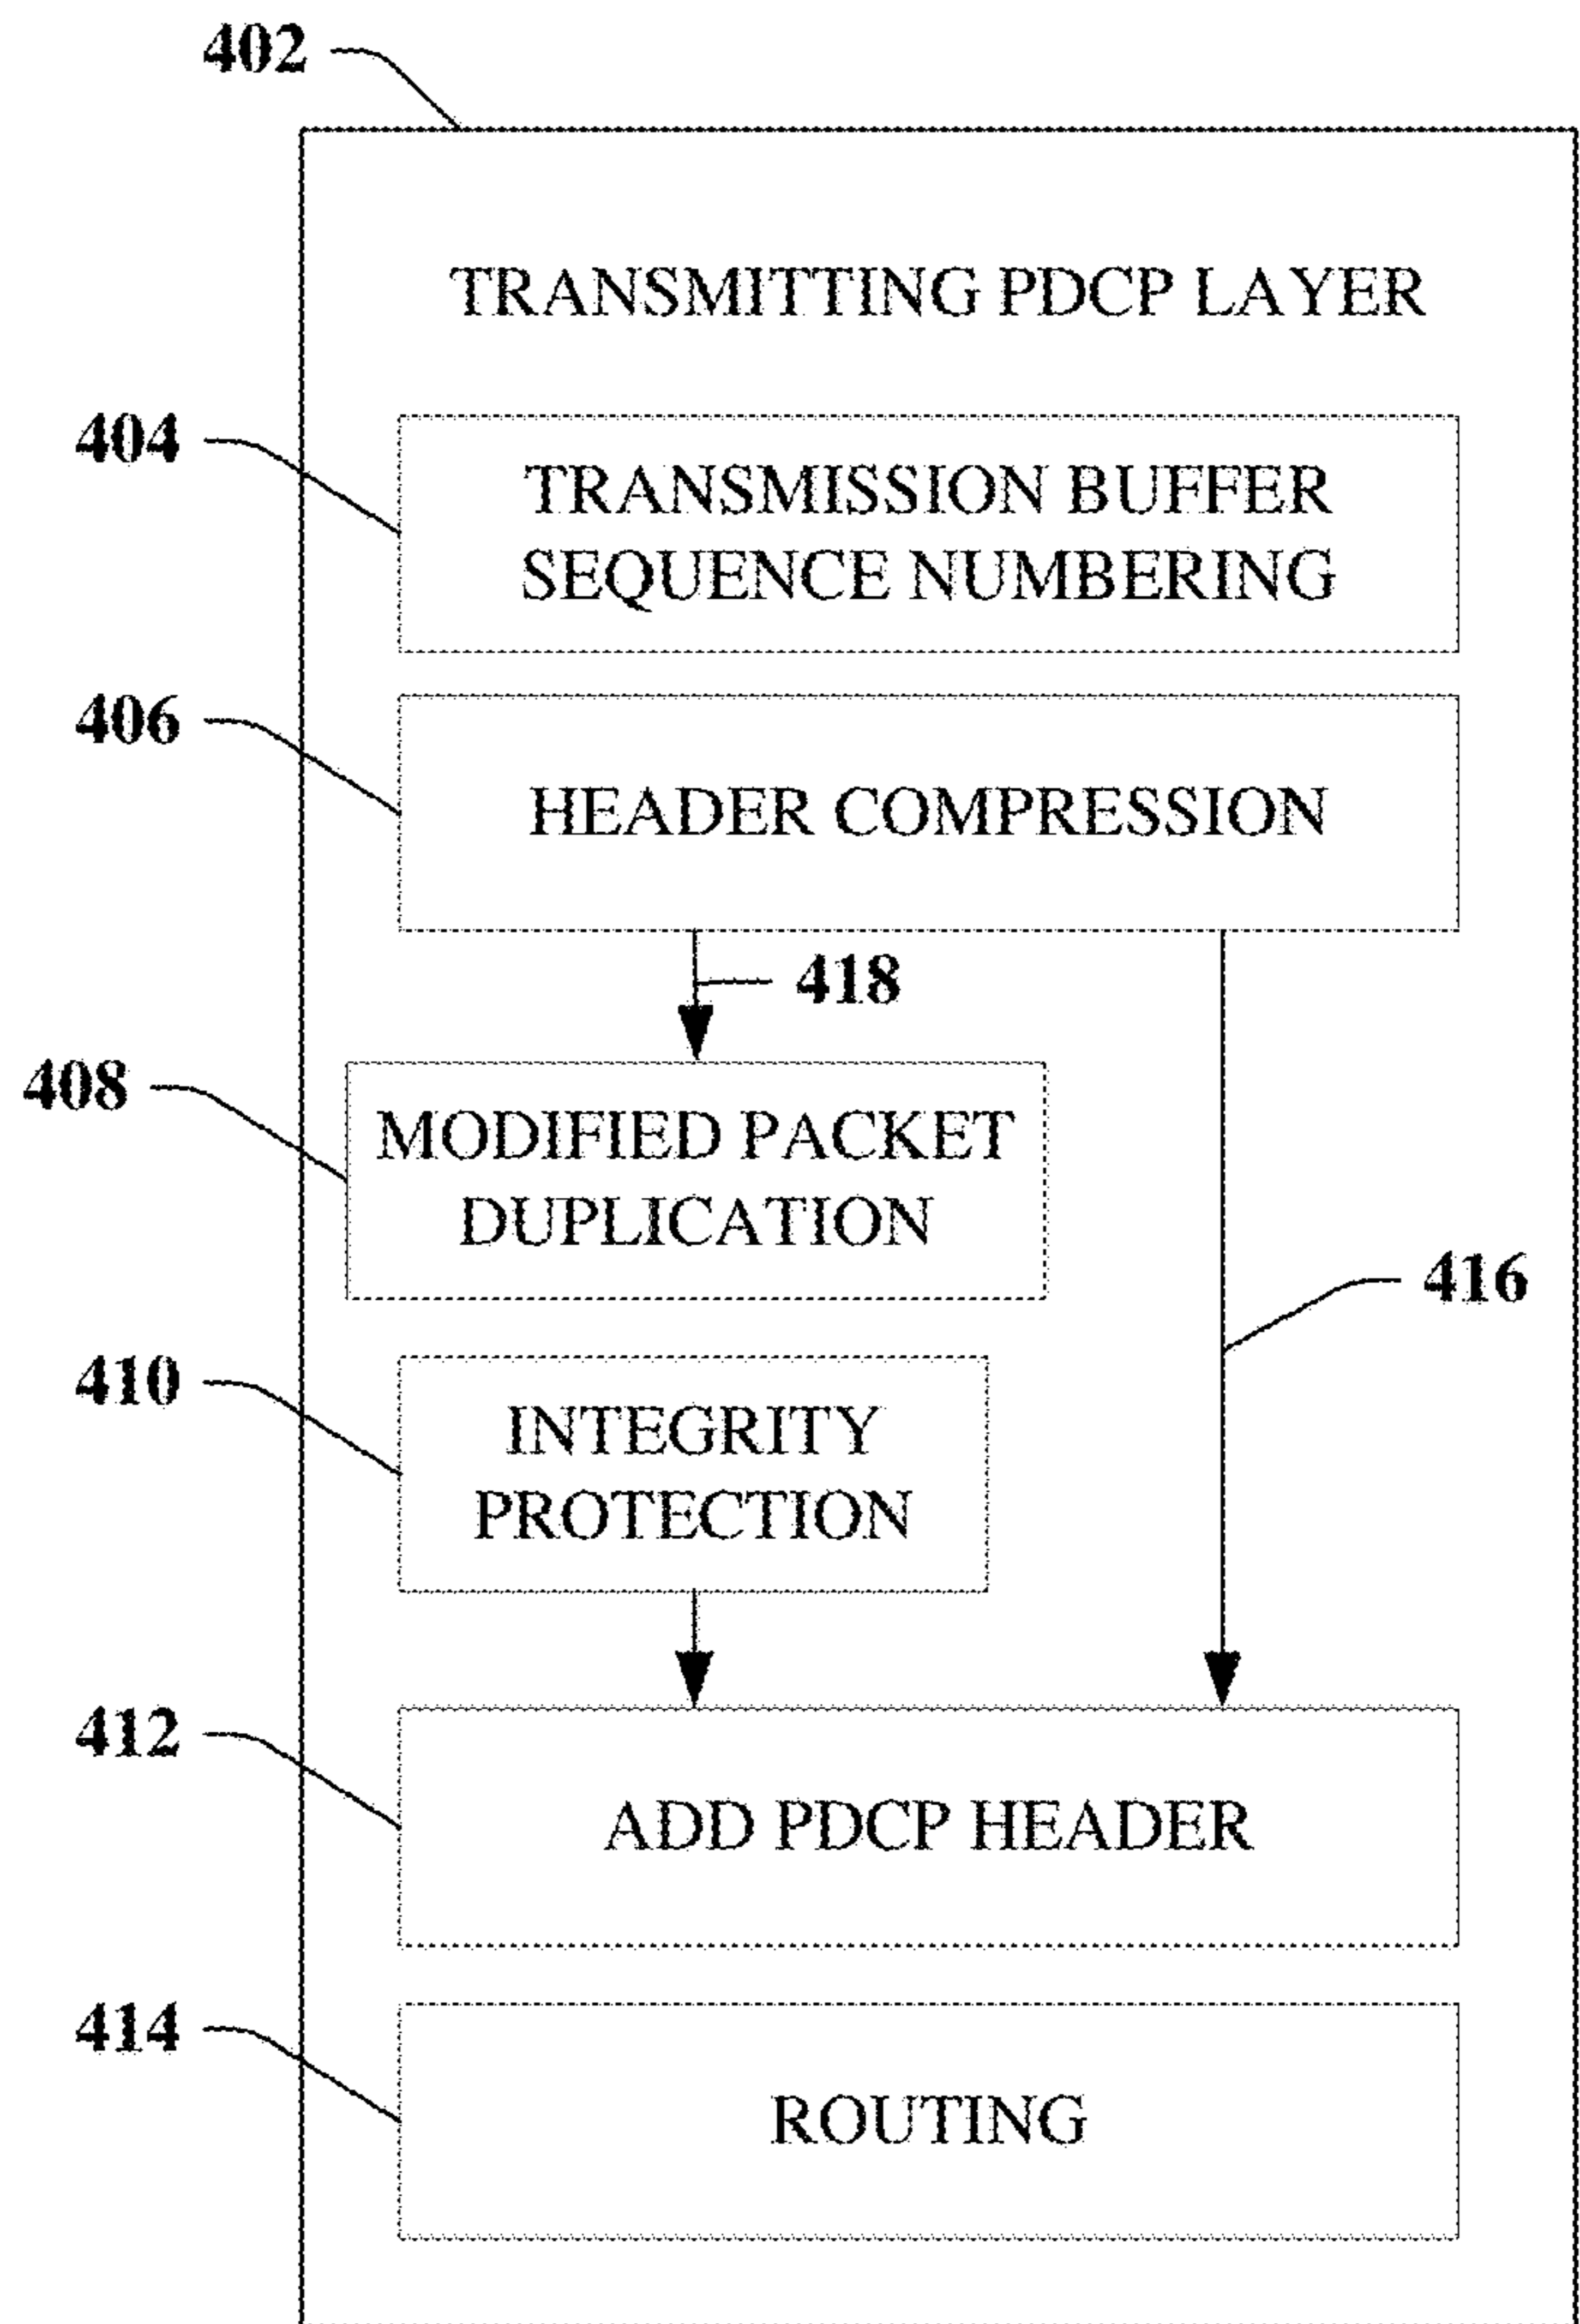 402
TRANSMITTING PDCP LAYER
404
TRANSMISSION BUFFER
SEQUENCE NUMBERING
406
HEADER COMPRESSION
418
408
MODIFIED PACKET
DUPLICATION
416
410
INTEGRITY
PROTECTION
412
ADD PDCP HEADER
414
ROUTING